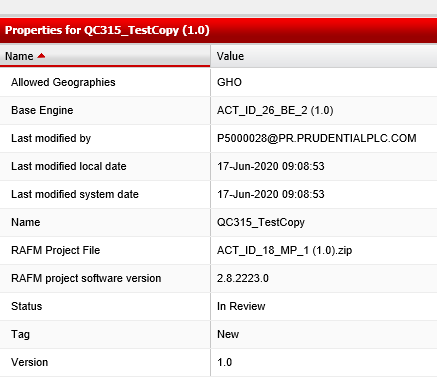 Properties for QC315_TestCopy (1.0)
Name Value
Allowed Geographies GHO
Base Engine ACT_ID_26_BE_2 (1.0)
Last modified by P5000028@PR.PRUDENTIALPLC.COM
Last modified local date 17-Jun-2020 09:08:53
Last modified system date 17-Jun-2020 09:08:53
Name QC315_TestCopy
RAFM Project File ACT_ID_18_MP_1 (1.0).zip
RAFM project software version 2.8.2223.0
Status In Review
Tag New
Version 1.0